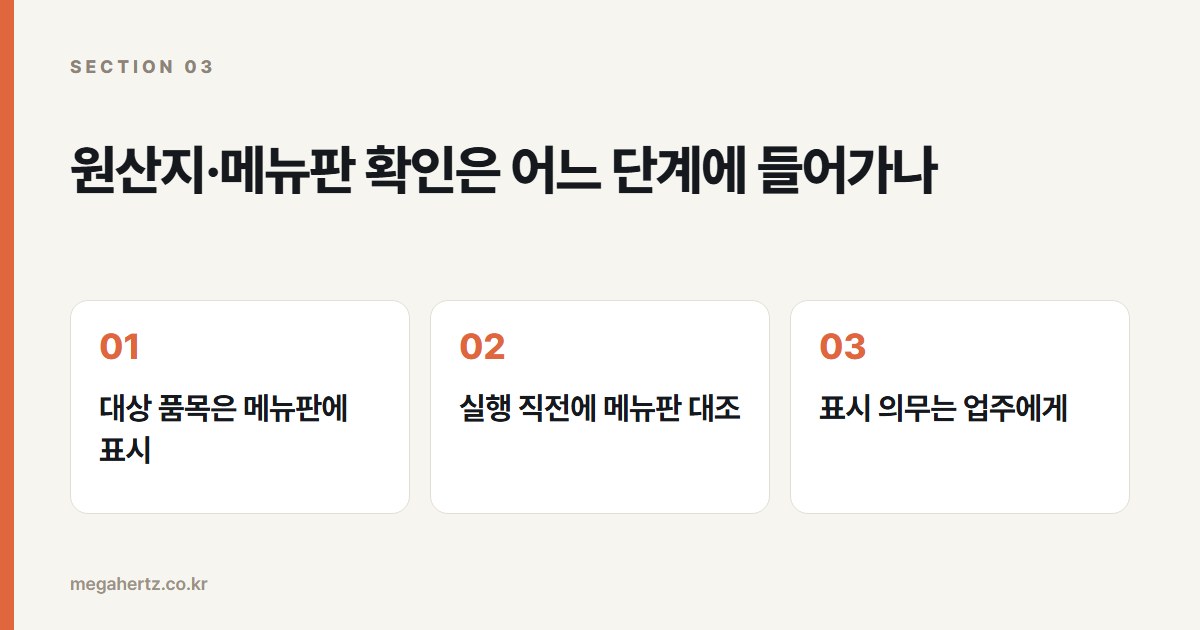 SECTION 03
원산지·메뉴판 확인은 어느 단계에 들어가나
01
대상 품목은 메뉴판에
표시
02
실행 직전에 메뉴판 대조
03
표시 의무는 업주에게
megahertz.co.kr